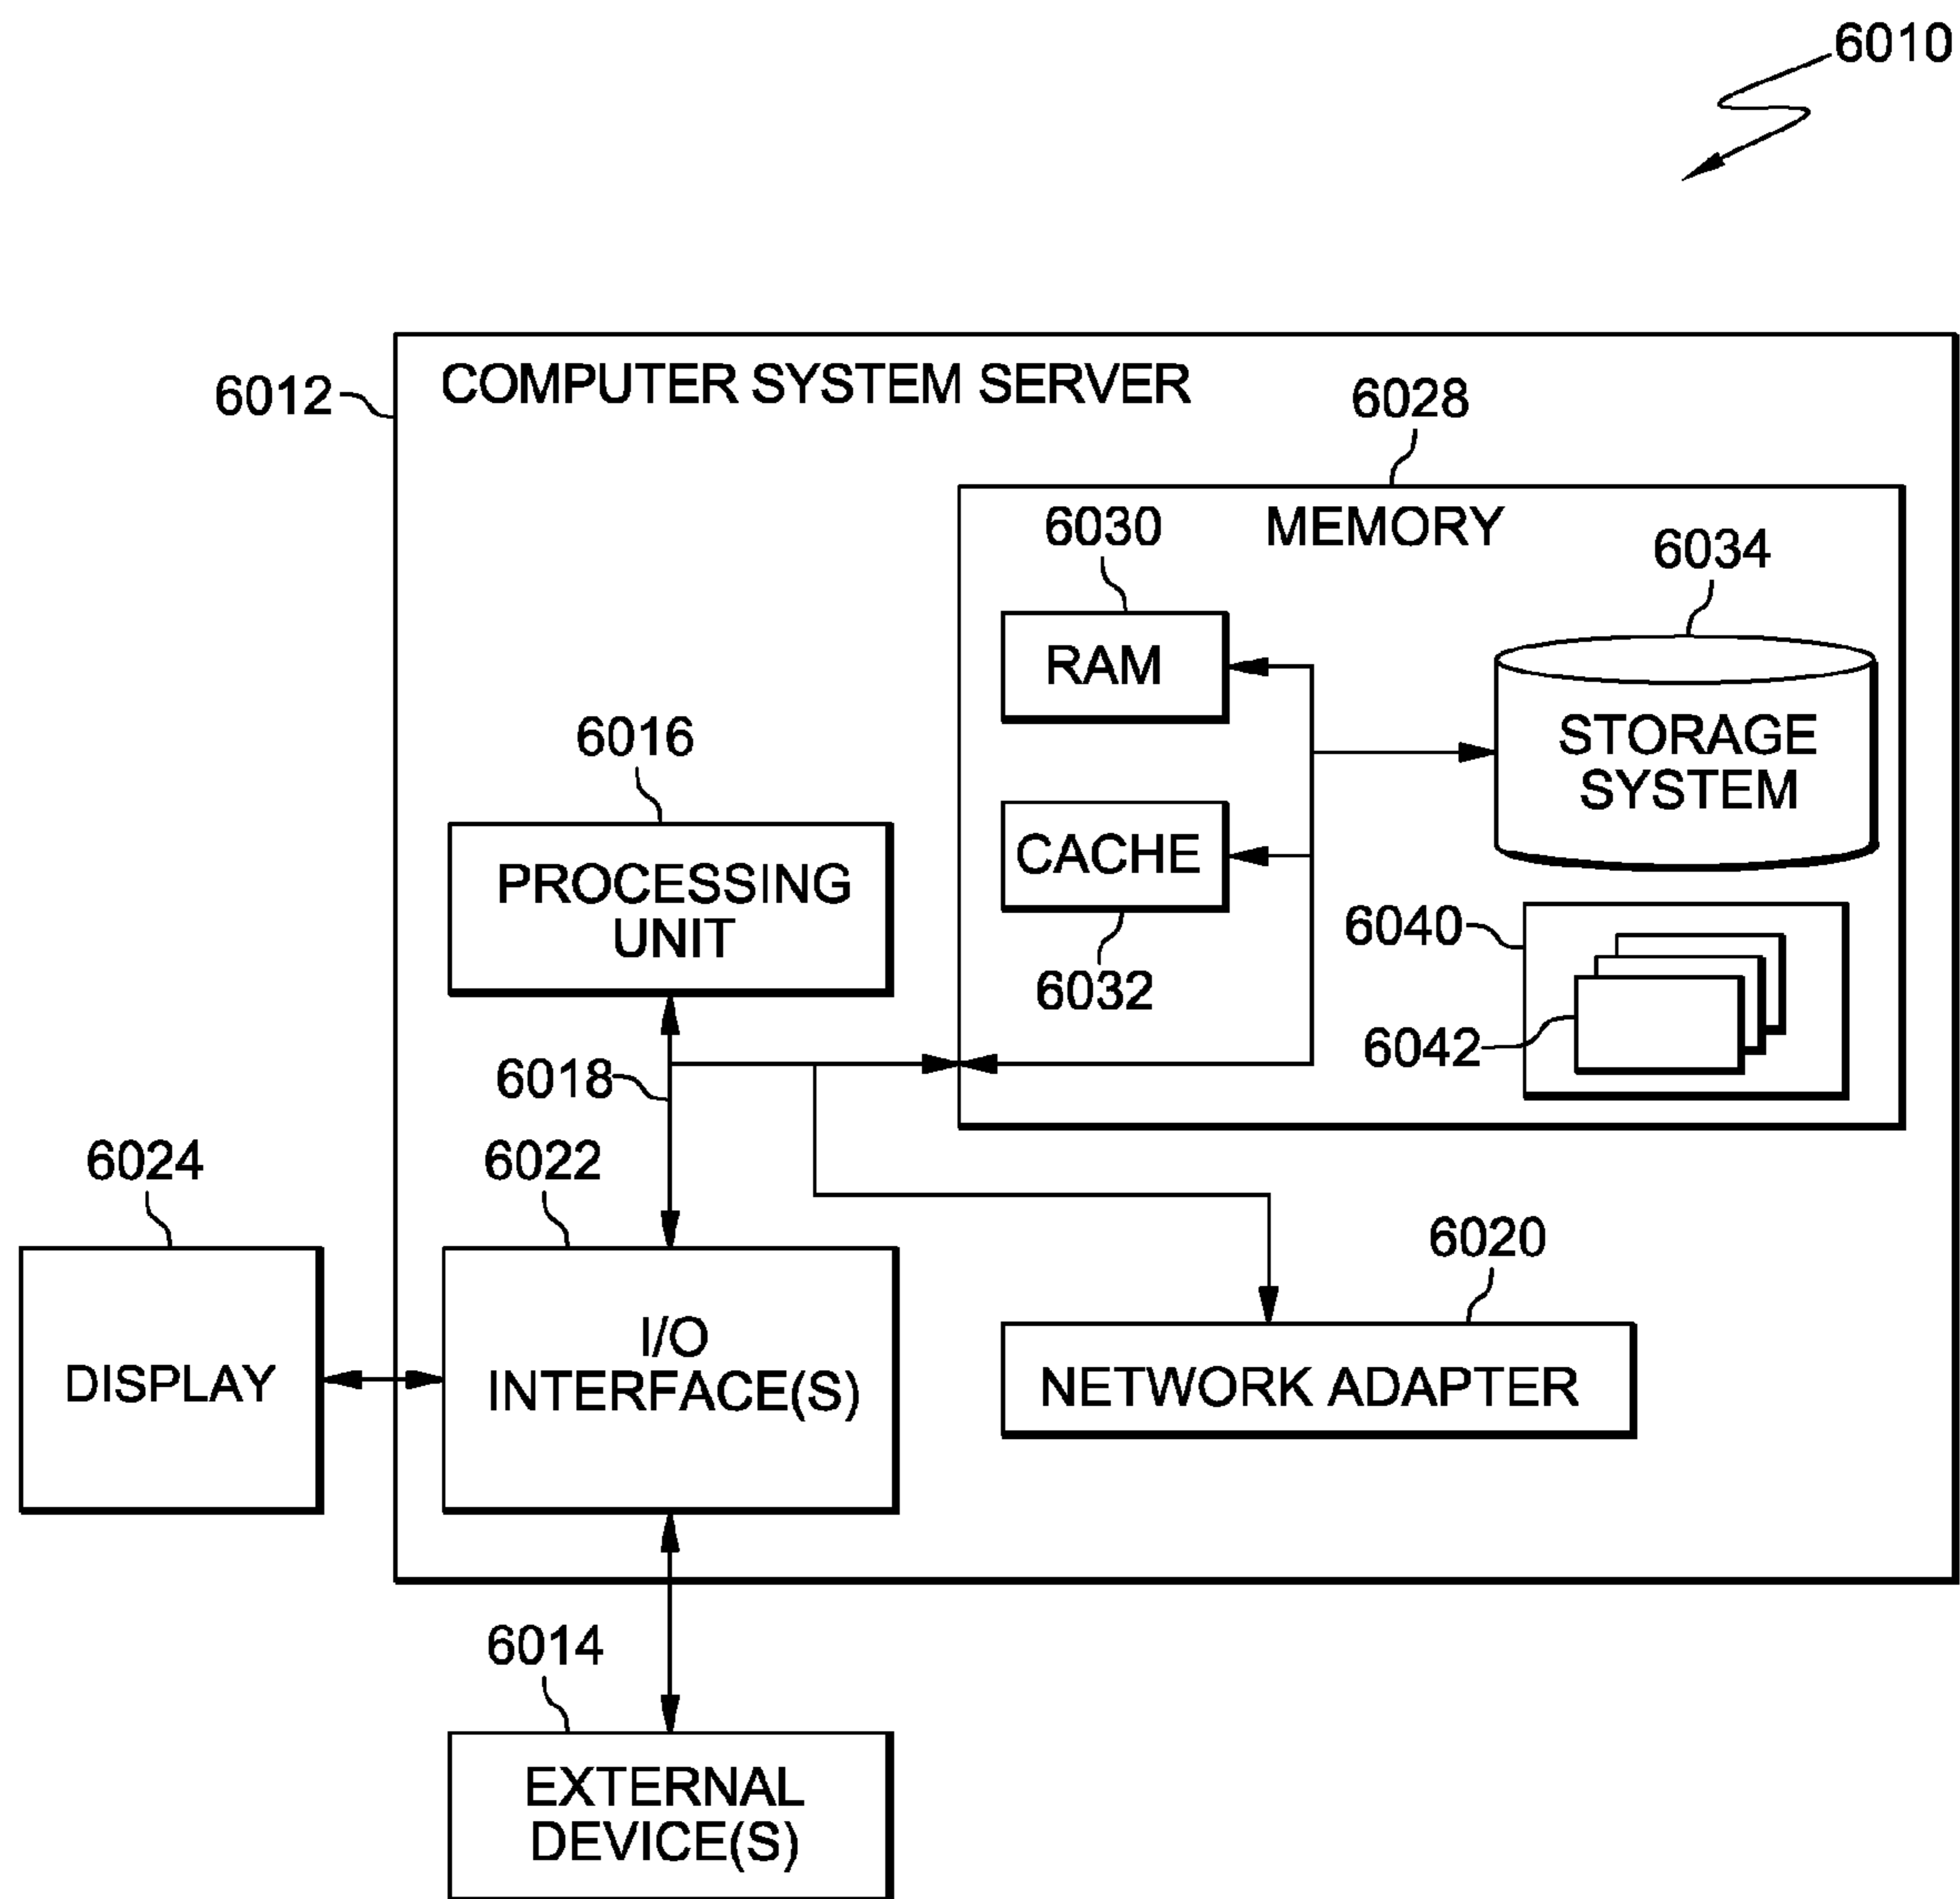 6010
6012
COMPUTER SYSTEM SERVER
6028
MEMORY
6030
6034
RAM
STORAGE
SYSTEM
6016
PROCESSING
UNIT
CACHE
6032
6040
6042
6018
6024
6022
6020
DISPLAY
I/O
INTERFACE(S)
NETWORK ADAPTER
6014
EXTERNAL
DEVICE(S)